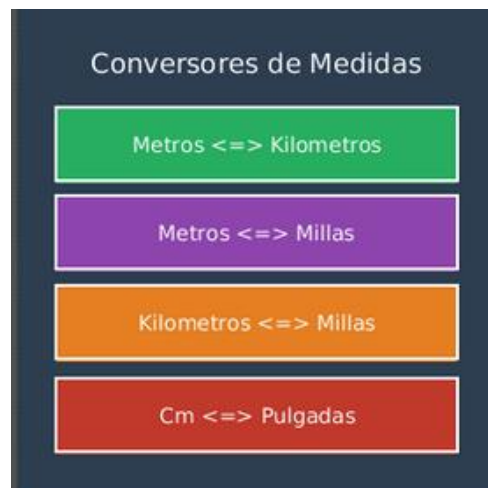 Conversores de Medidas
Metros <=> Kilometros
Metros <=> Millas
Kilometros <=> Millas
Cm <=> Pulgadas